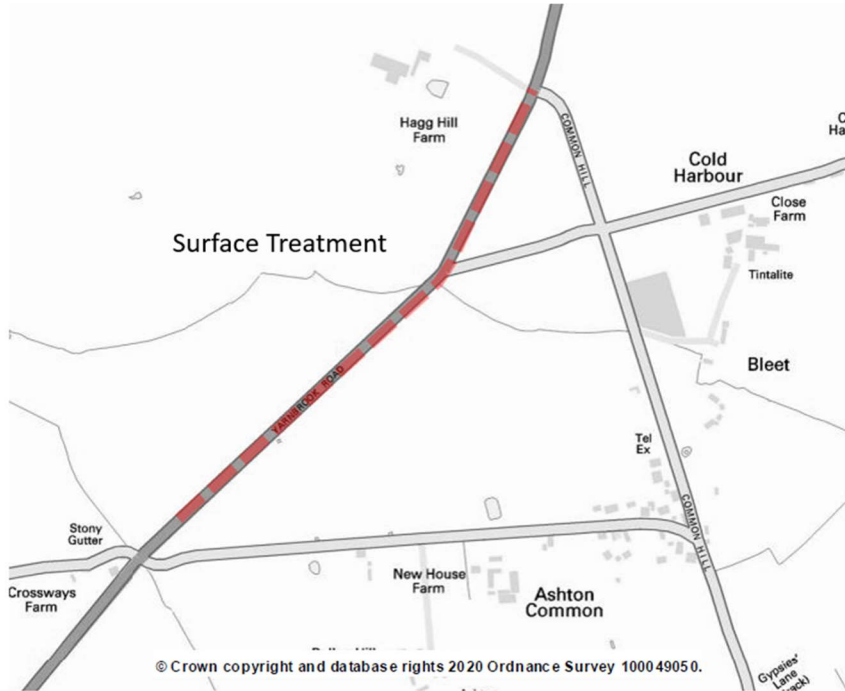 Hagg Hill
Farm
COMMON HILL
Cold
Harbour
Close
Farm
Surface Treatment
Tintalite
YARNBROOK ROAD
Bleet
Tel
Ex
COMMON HILL
Stony
Gutter
New House
Farm
Crossways
Farm
Ashton
Common
Gypsies'
Lane
© Crown copyright and database rights 2020 Ordnance Survey 100049050.